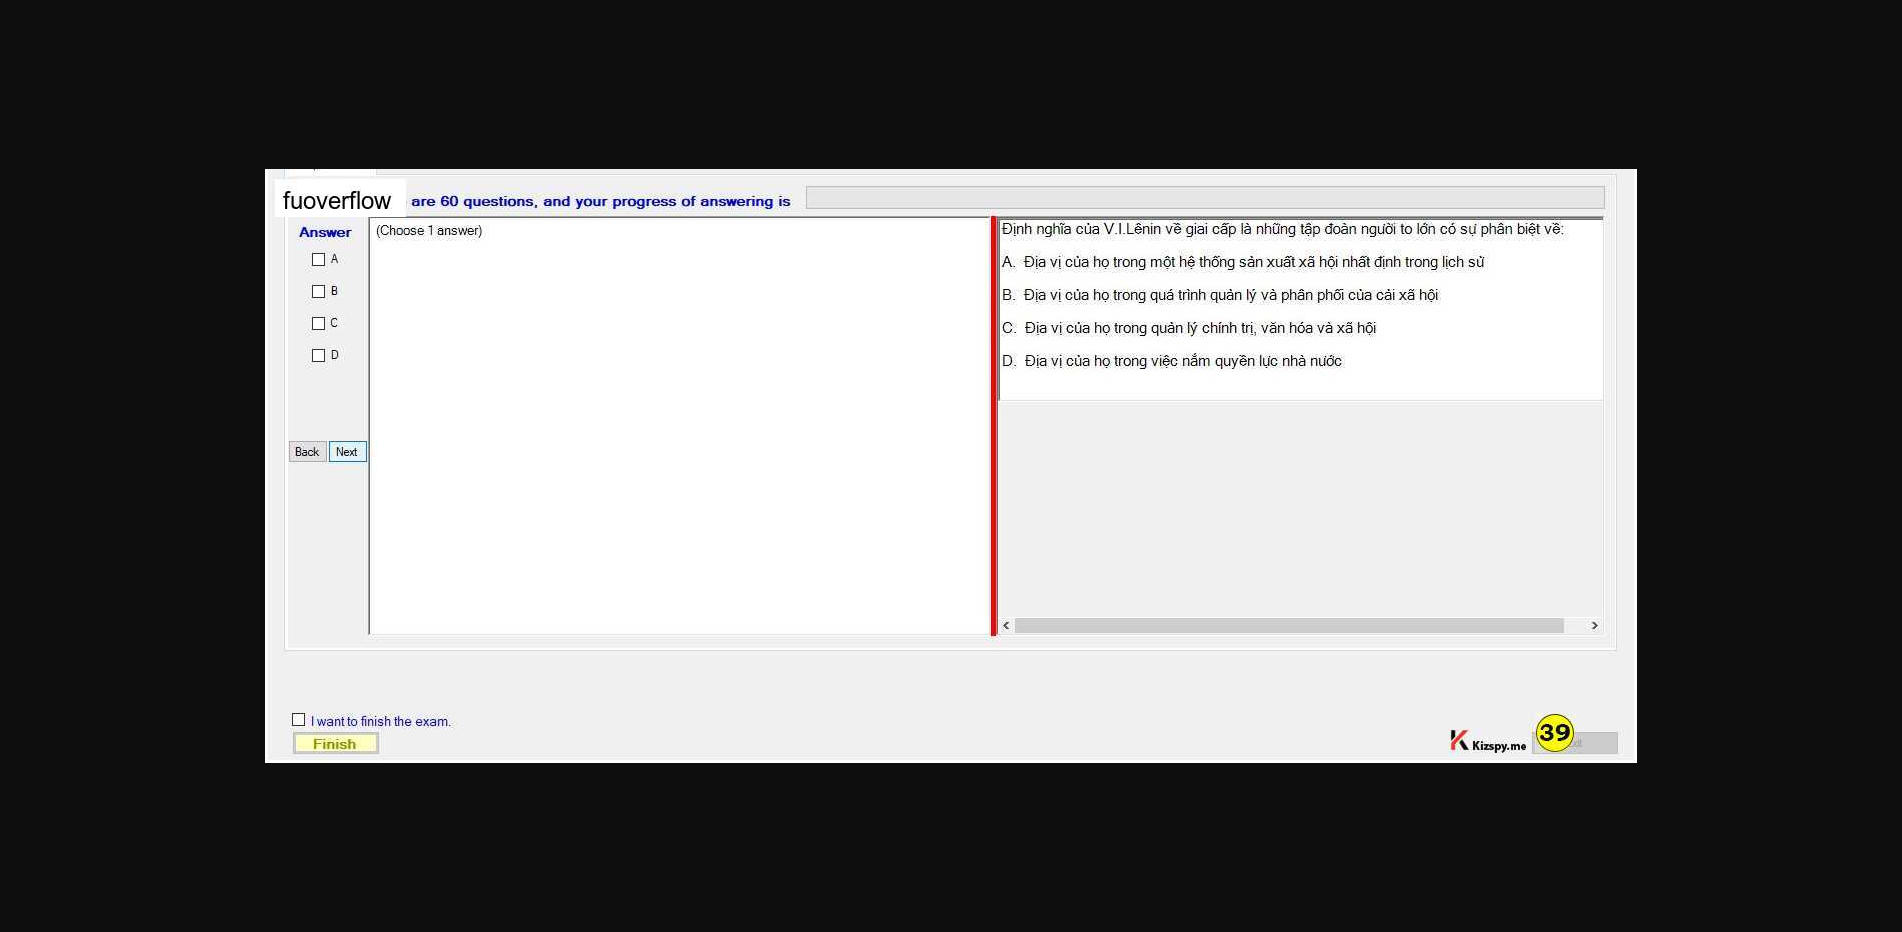 fuoverflow are 60 questions, and your progress of answering is
Answer
(Choose 1 answer)
A
B
C
D
Back Next
Định nghĩa của V.I.Lênin về giai cấp là những tập đoàn người to lớn có sự phân biệt về:
A. Địa vị của họ trong một hệ thống sản xuất xã hội nhất định trong lịch sử
B. Địa vị của họ trong quá trình quản lý và phân phối của cải xã hội
C. Địa vị của họ trong quản lý chính trị, văn hóa và xã hội
D. Địa vị của họ trong việc nắm quyền lực nhà nước
I want to finish the exam.
Finish
Kizspy.me
39